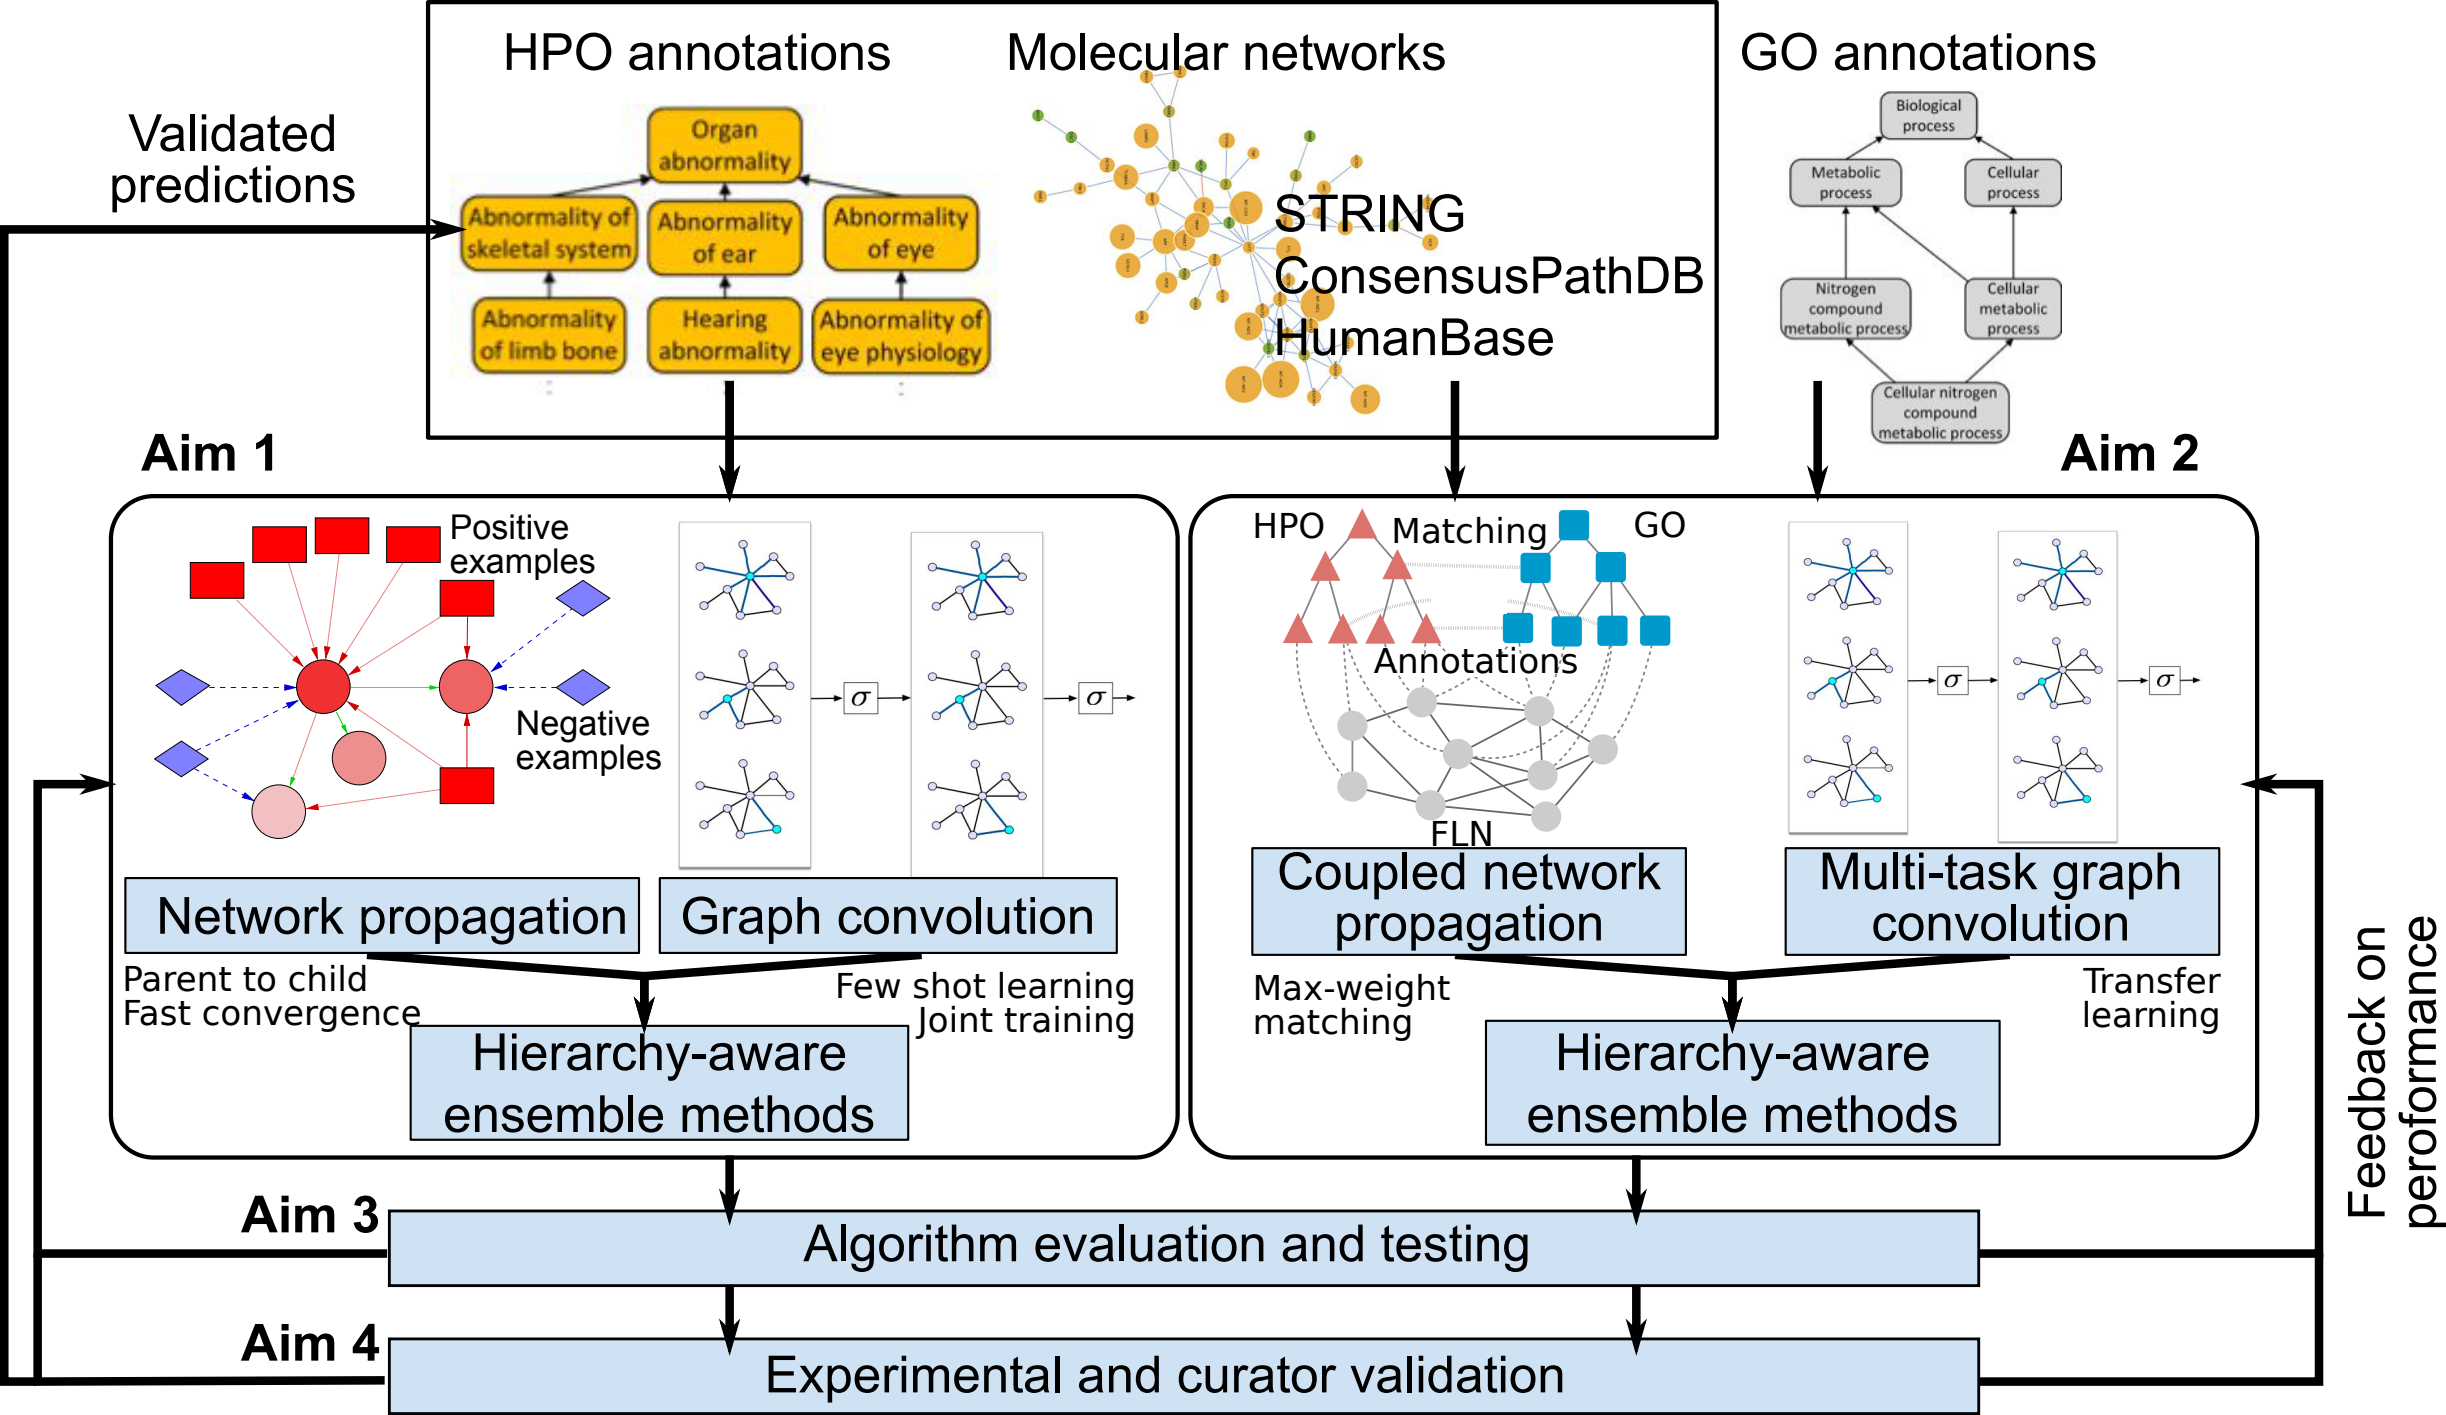 HPO annotations
Molecular networks
GO annotations
Validated
predictions
Organ
abnormality
Abnormality of
skeletal system
Abnormality
of ear
Abnormality
of eye
Abnormality
of limb bone
Hearing
abnormality
Abnormality of
eye physiology
STRING
ConsensusPathDB
HumanBase
Biological
process
Metabolic
process
Cellular
process
Nitrogen
compound
metabolic process
Cellular
metabolic
process
Cellular nitrogen
compound
metabolic process
Aim 1
Aim 2
Positive
examples
Negative
examples
σ
σ
HPO
Matching
GO
Annotations
FLN
σ
σ
Network propagation
Graph convolution
Parent to child
Fast convergence
Few shot learning
Joint training
Hierarchy-aware
ensemble methods
Coupled network
propagation
Multi-task graph
convolution
Max-weight
matching
Transfer
learning
Hierarchy-aware
ensemble methods
Feedback on
peroformance
Aim 3
Algorithm evaluation and testing
Aim 4
Experimental and curator validation